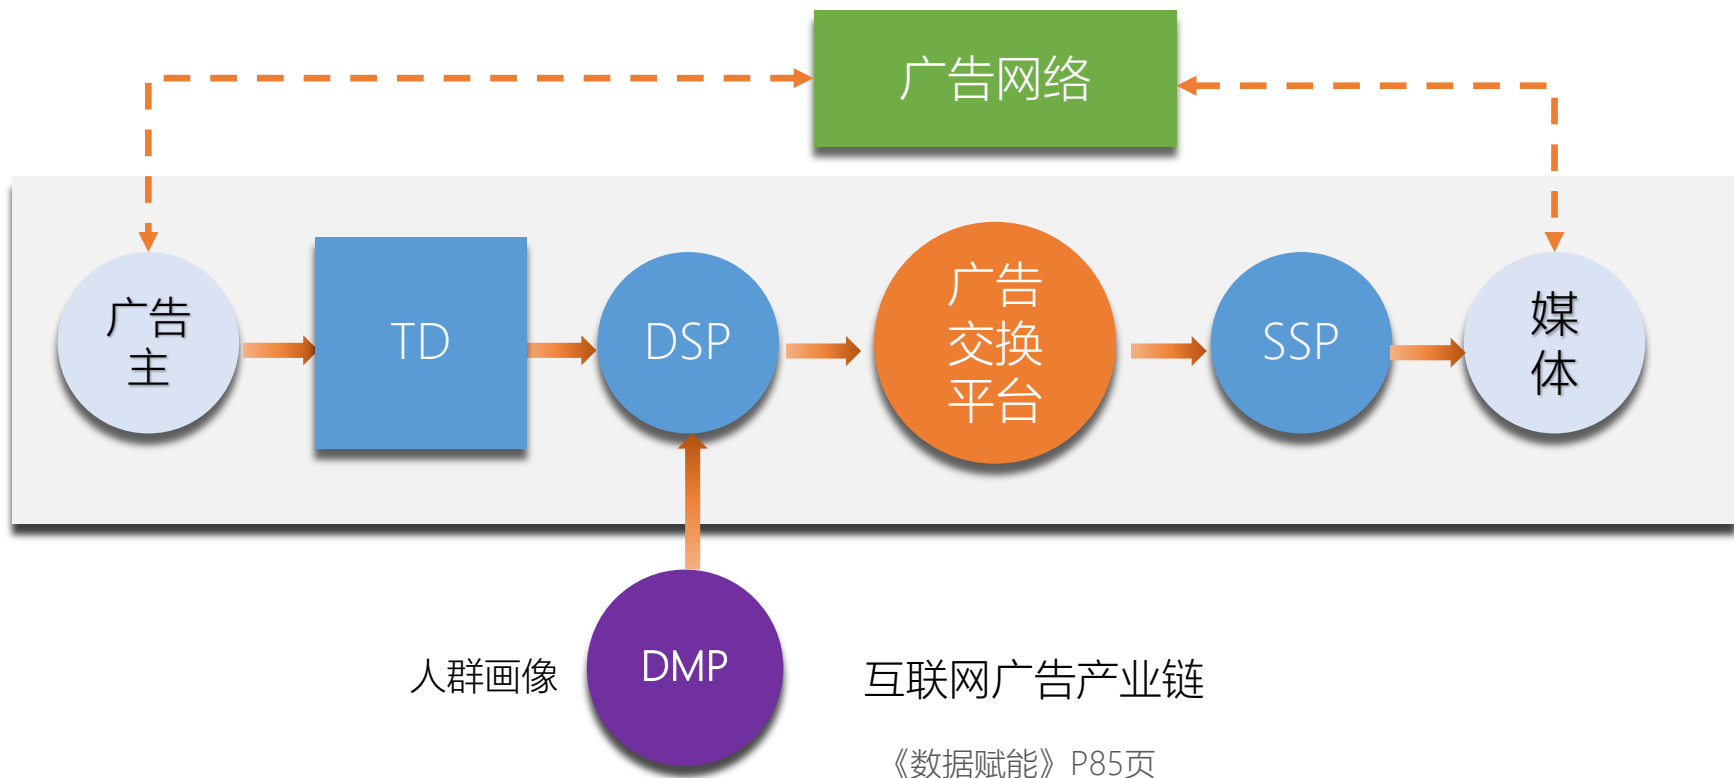 广告网络
广告
主
TD
DSP
广告
交换
平台
SSP
媒
体
人群画像
DMP
互联网广告产业链
《数据赋能》P85页